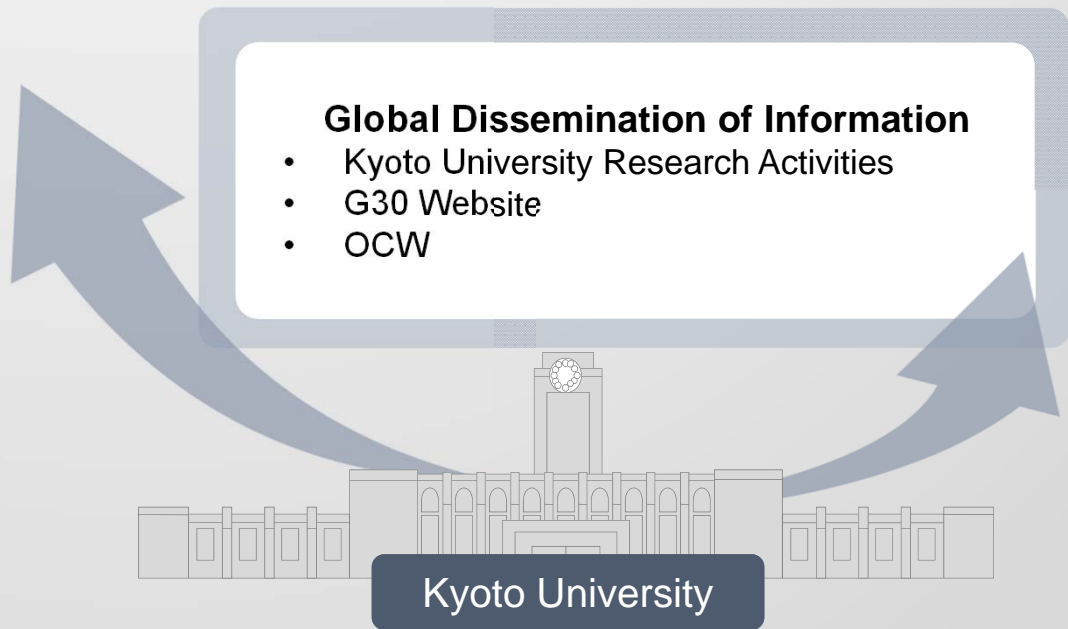 Global Dissemination of Information
• Kyoto University Research Activities
• G30 Website
• OCW
Kyoto University